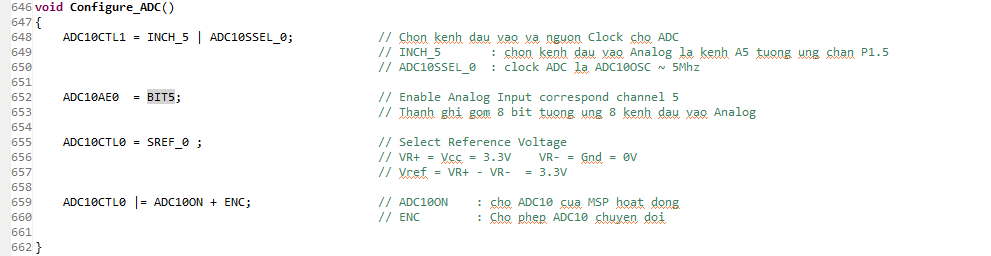 646 void Configure_ADC()
647 {
648 ADC10CTL1 = INCH_5 | ADC10SSEL_0; // Chon kenh dau vao va nguon Clock cho ADC
649 // INCH_5 : chon kenh dau vao Analog la kenh A5 tuong ung chan P1.5
650 // ADC10SSEL_0 : clock ADC la ADC10OSC ~ 5Mhz
651
652 ADC10AE0 = BIT5; // Enable Analog Input correspond channel 5
653 // Thanh ghi gom 8 bit tuong ung 8 kenh dau vao Analog
654
655 ADC10CTL0 = SREF_0 ; // Select Reference Voltage
656 // VR+ = Vcc = 3.3V VR- = Gnd = 0V
657 // Vref = VR+ - VR- = 3.3V
658
659 ADC10CTL0 |= ADC10ON + ENC; // ADC10ON : cho ADC10 cua MSP hoat dong
660 // ENC : Cho phep ADC10 chuyen doi
661
662 }